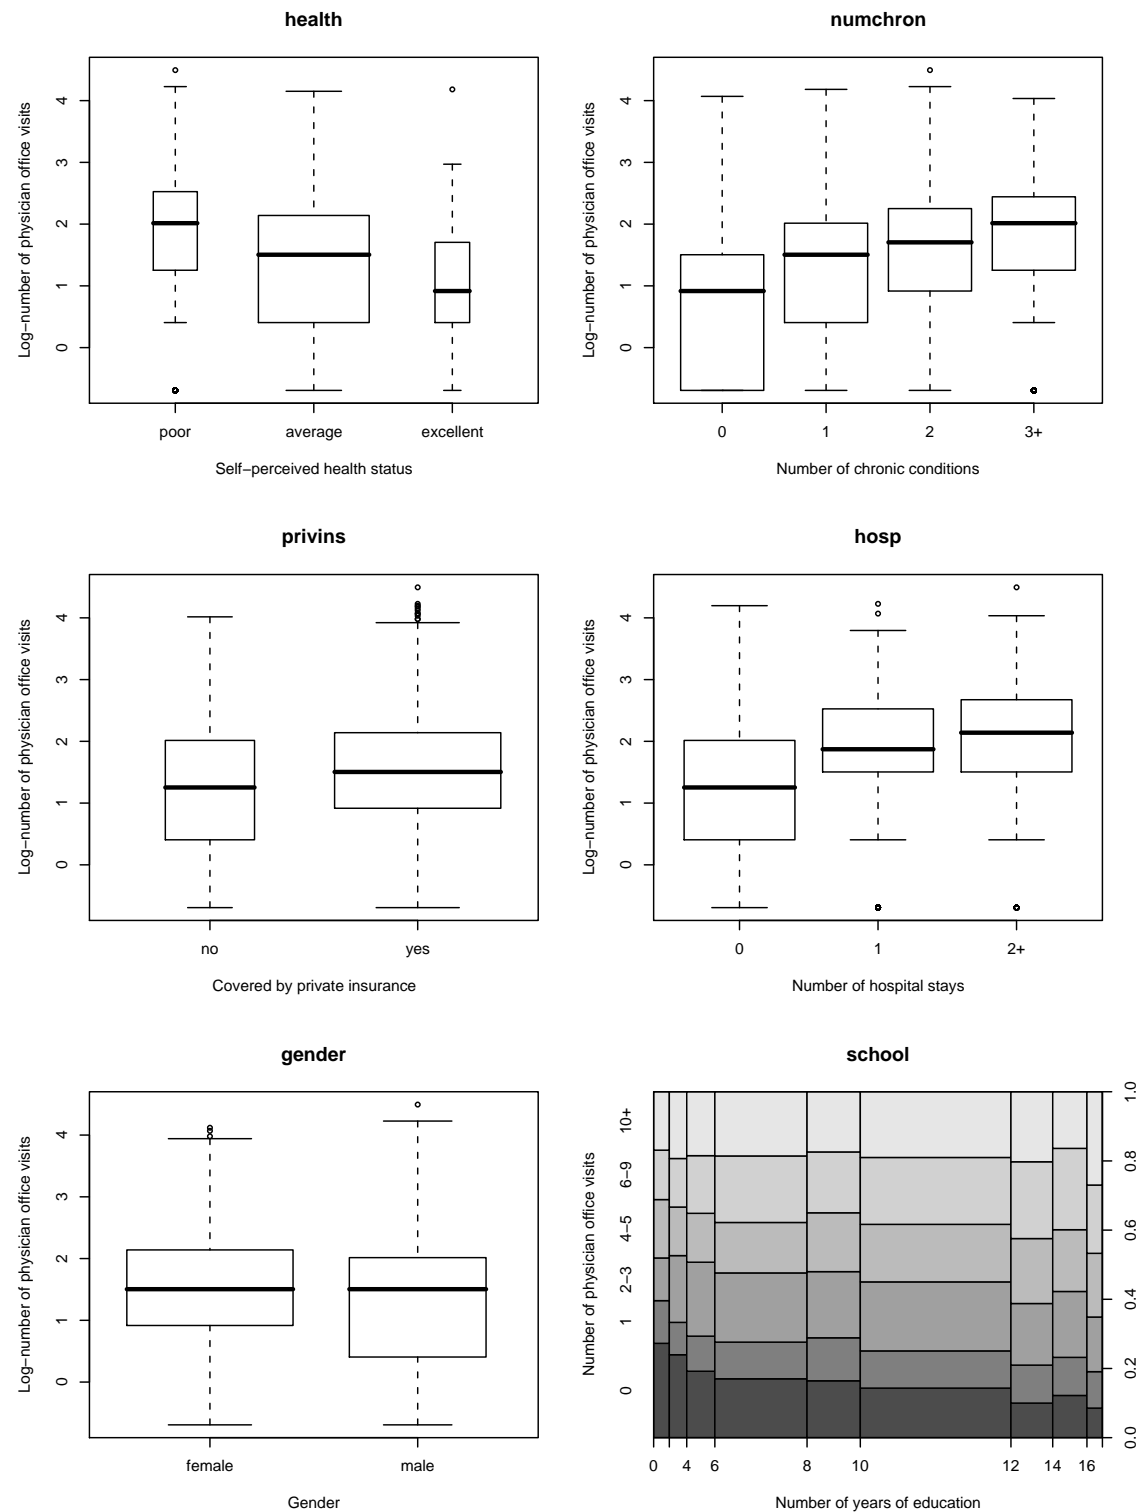 health
Log−number of physician office visits
4
3
2
1
0
poor average excellent
Self−perceived health status
numchron
Log−number of physician office visits
4
3
2
1
0
0 1 2 3+
Number of chronic conditions
privins
Log−number of physician office visits
4
3
2
1
0
no yes
Covered by private insurance
hosp
Log−number of physician office visits
4
3
2
1
0
0 1 2+
Number of hospital stays
gender
Log−number of physician office visits
4
3
2
1
0
female male
Gender
school
Number of physician office visits
10+
6−9
4−5
2−3
1
0
1.0
0.8
0.6
0.4
0.2
0.0
0 4 6 8 10 12 14 16
Number of years of education